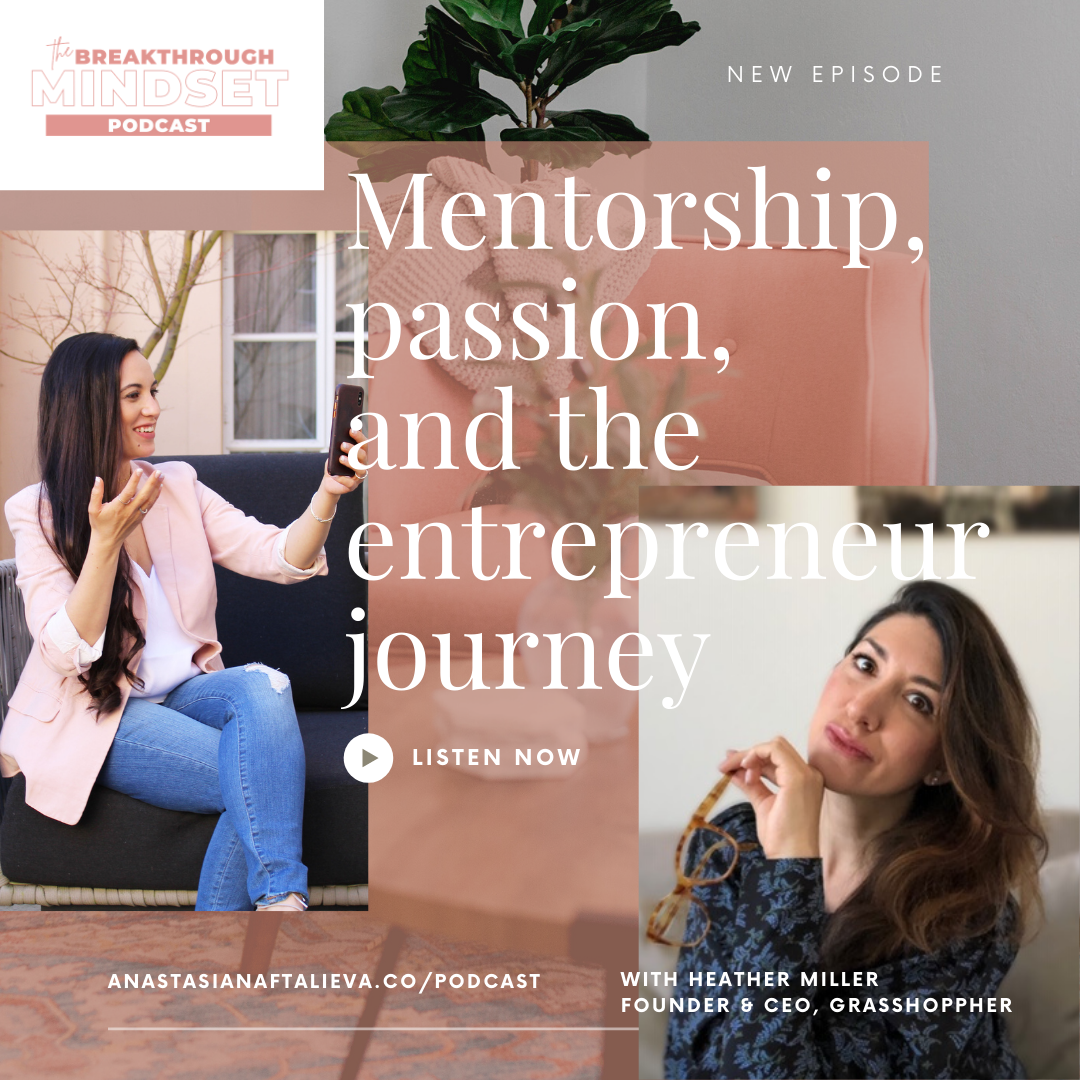 the BREAKTHROUGH
MINDSET
PODCAST
NEW EPISODE
Mentorship,
passion,
and the
entrepreneur
journey
LISTEN NOW
ANASTASIANAFTALIEVA.CO/PODCAST
WITH HEATHER MILLER
FOUNDER & CEO, GRASSHOPPHER